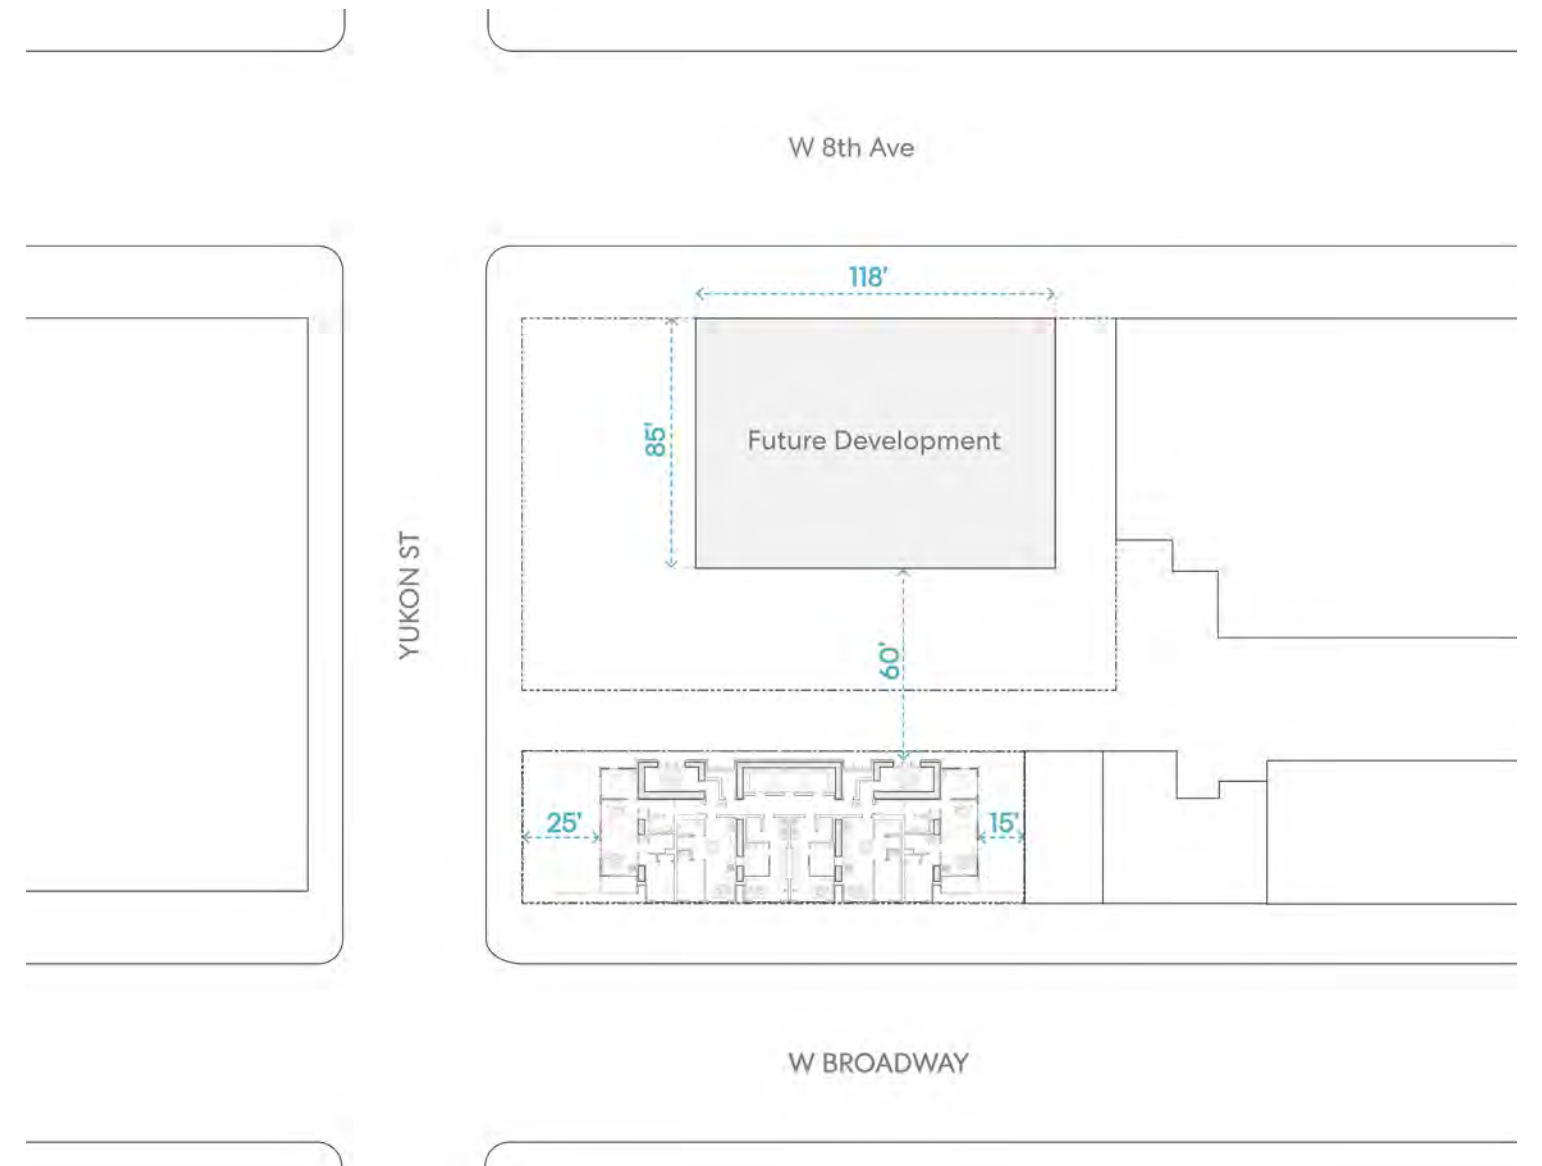 W 8th Ave
118'
85'
Future Development
YUKON ST
60'
25'
15'
W BROADWAY